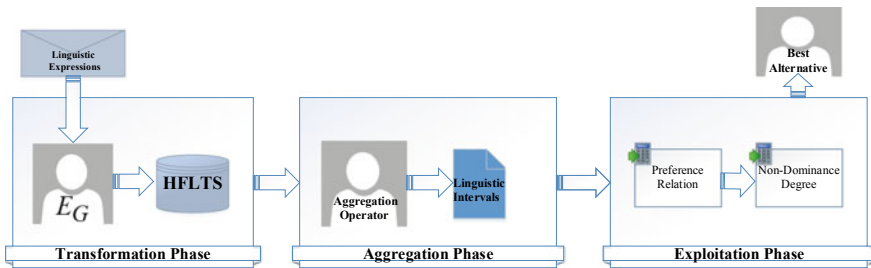 Linguistic
Expressions
E_G
HFLTS
Transformation Phase
Aggregation
Operator
Linguistic
Intervals
Aggregation Phase
Best
Alternative
Preference
Relation
Non-Dominance
Degree
Exploitation Phase